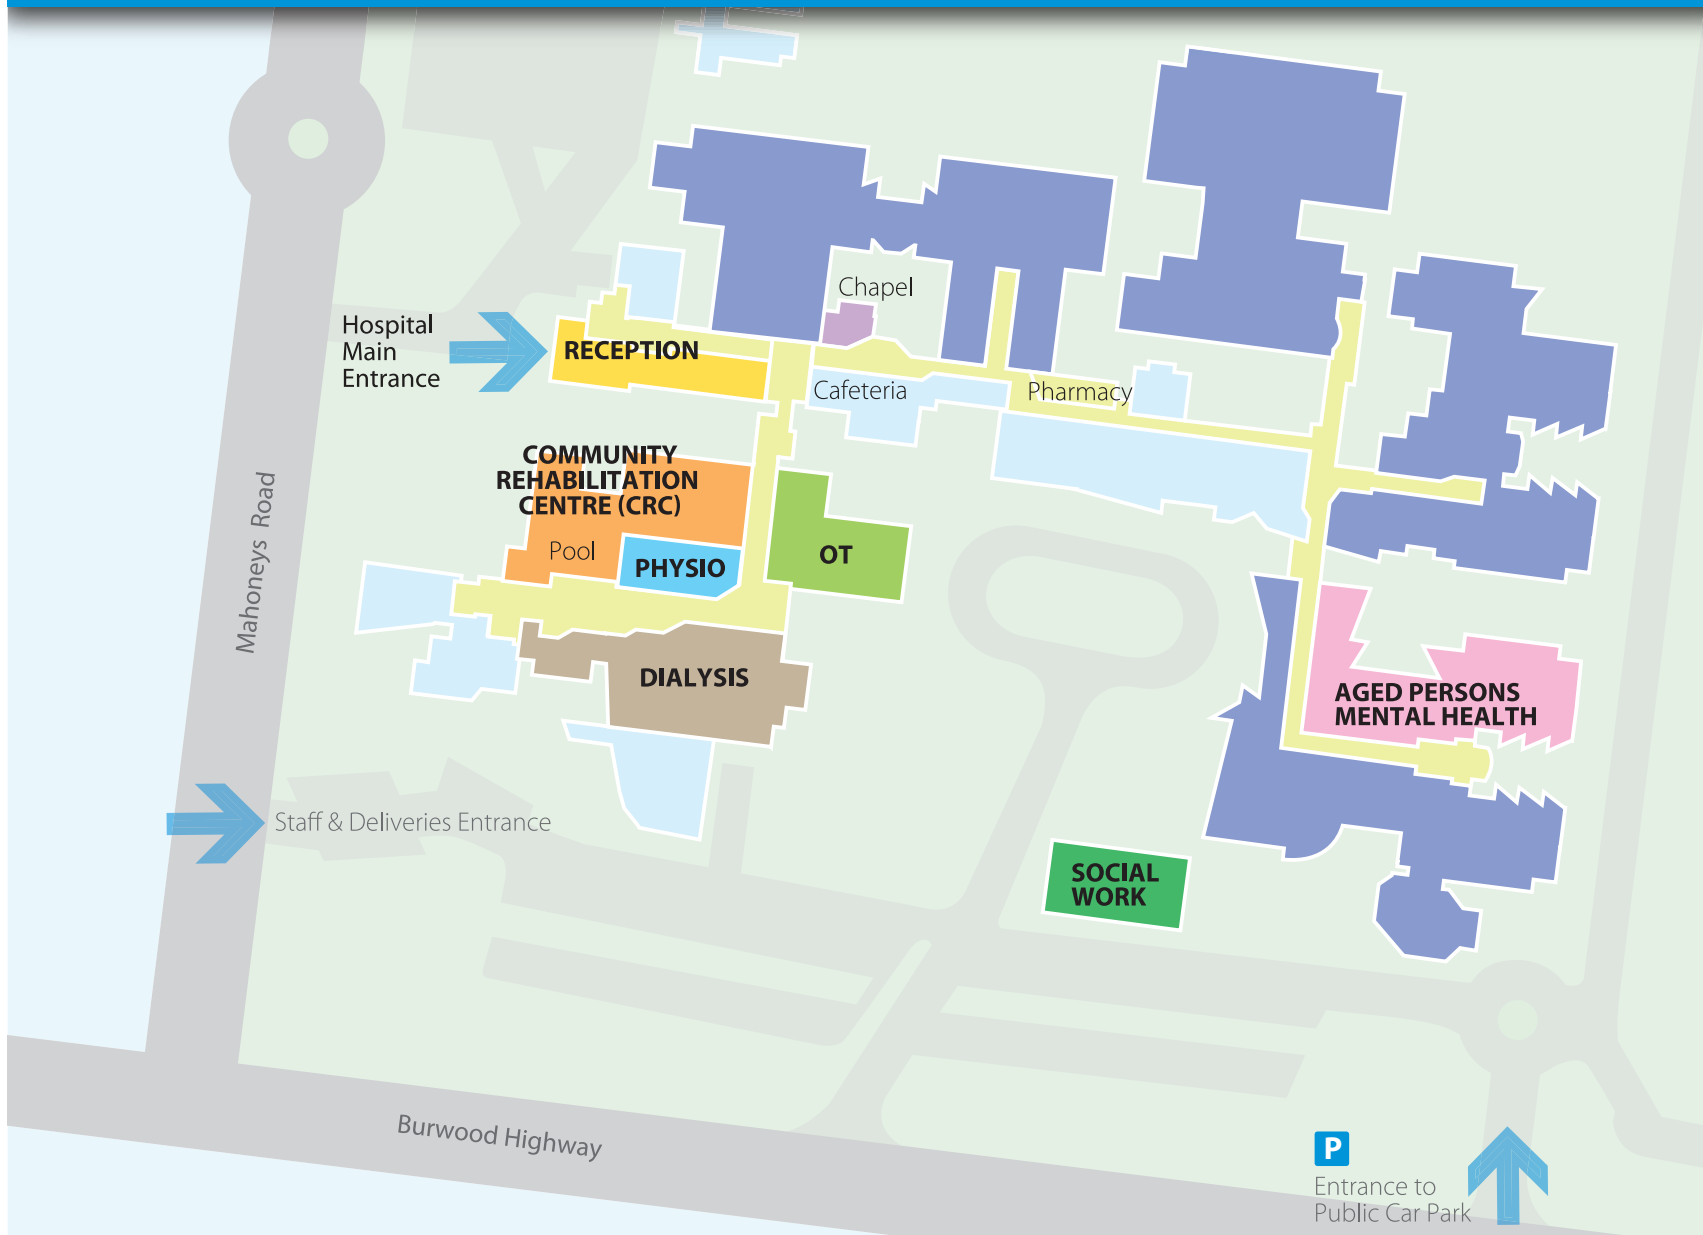 Chapel
Hospital
Main
Entrance
RECEPTION
Cafeteria
Pharmacy
COMMUNITY
REHABILITATION
CENTRE (CRC)
Pool
PHYSIO
OT
Mahoneys Road
DIALYSIS
AGED PERSONS
MENTAL HEALTH
Staff & Deliveries Entrance
SOCIAL
WORK
Burwood Highway
P
Entrance to
Public Car Park